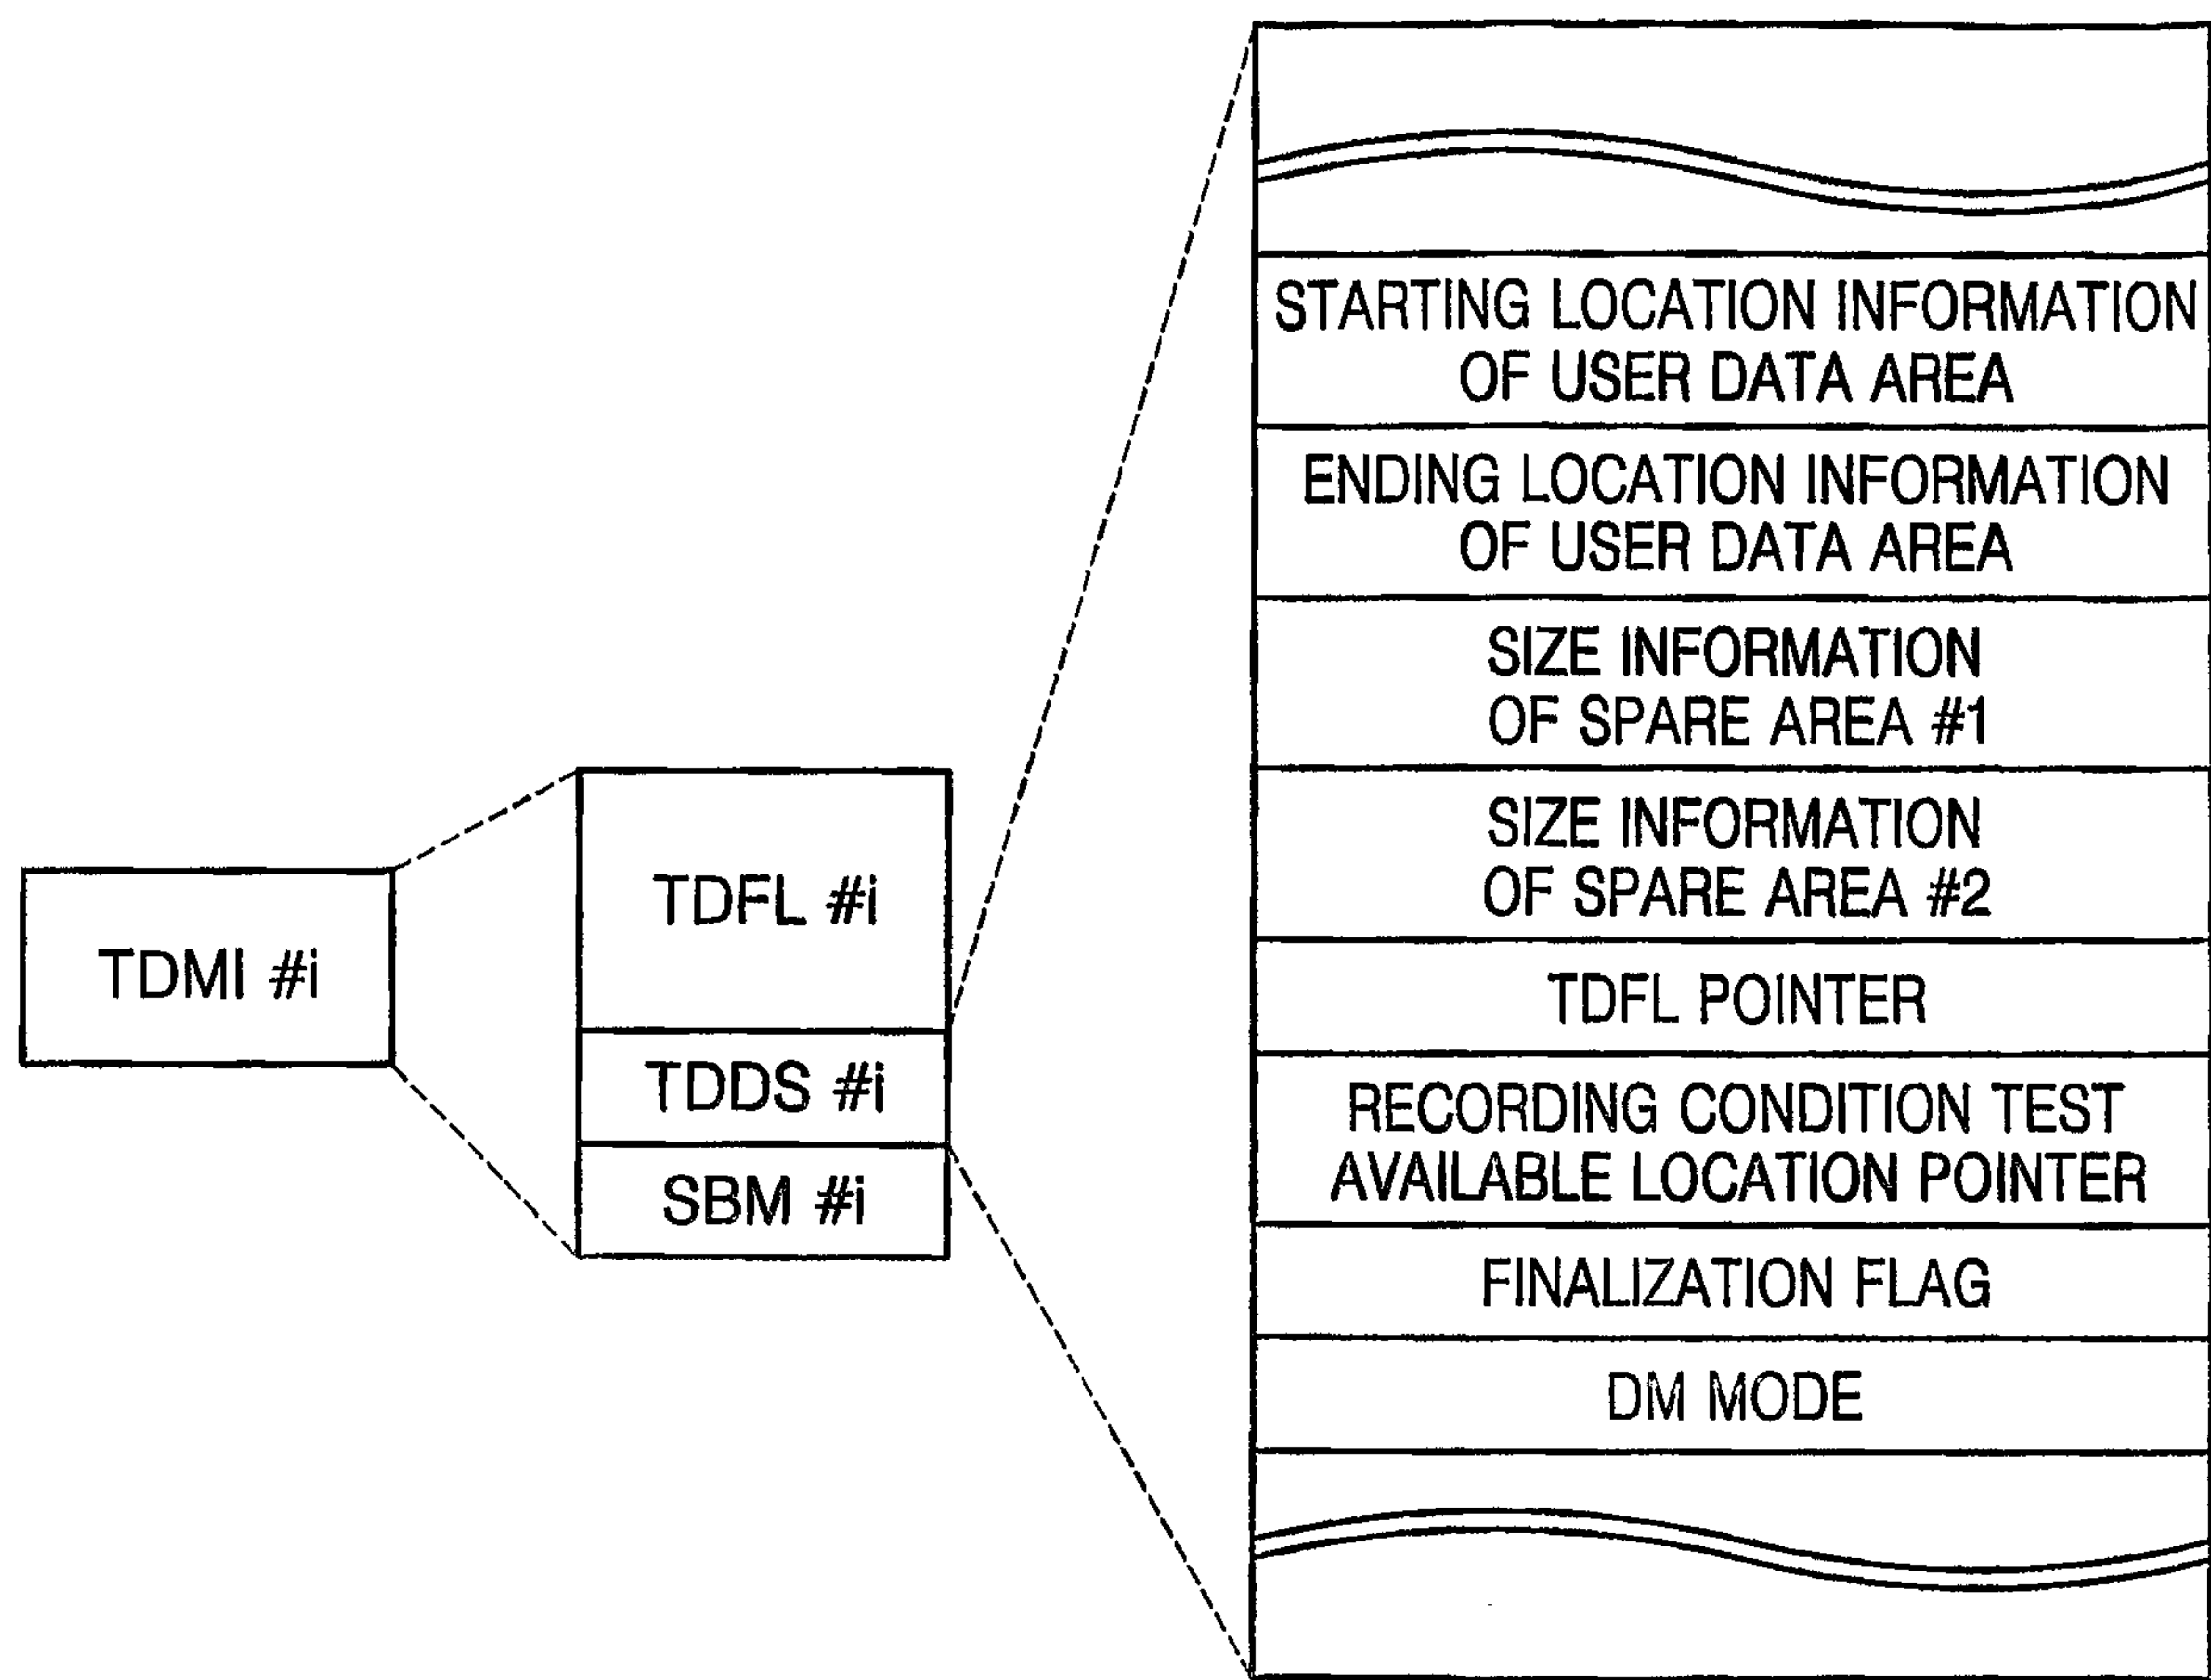 TDMI #i
TDFL #i
TDDS #i
SBM #i
STARTING LOCATION INFORMATION
OF USER DATA AREA
ENDING LOCATION INFORMATION
OF USER DATA AREA
SIZE INFORMATION
OF SPARE AREA #1
SIZE INFORMATION
OF SPARE AREA #2
TDFL POINTER
RECORDING CONDITION TEST
AVAILABLE LOCATION POINTER
FINALIZATION FLAG
DM MODE